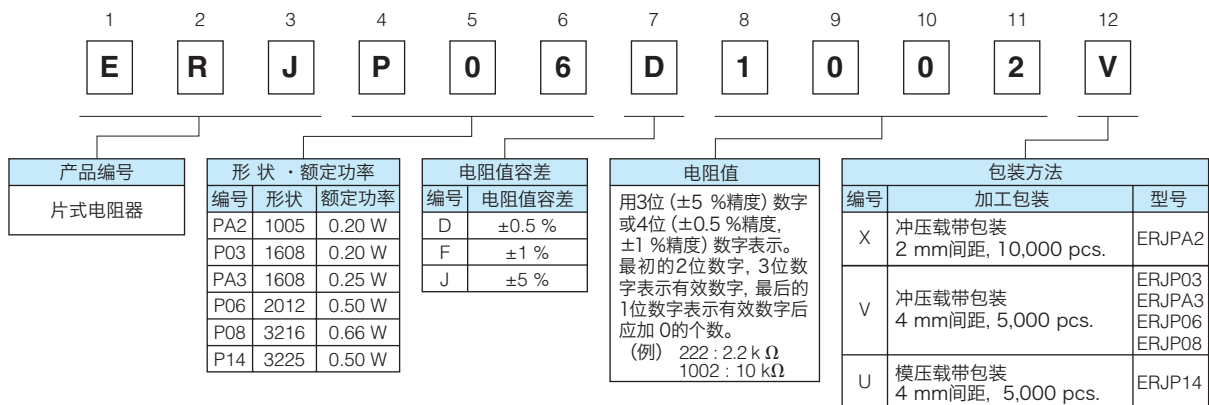 1 2 3 4 5 6 7 8 9 10 11 12
E R J P 0 6 D 1 0 0 2 V
产品编号
片式电阻器
形 状 · 额定功率
编号 形状 额定功率
PA2 1005 0.20 W
P03 1608 0.20 W
PA3 1608 0.25 W
P06 2012 0.50 W
P08 3216 0.66 W
P14 3225 0.50 W
电阻值容差
编号 电阻值容差
D ±0.5 %
F ±1 %
J ±5 %
电阻值
用3位 (±5 %精度) 数字
或4位 (±0.5 %精度,
±1 %精度) 数字表示。
最初的2位数字, 3位数
字表示有效数字, 最后的
1位数字表示有效数字后
应加 0的个数。
(例) 222 : 2.2 k Ω
1002 : 10 kΩ
包装方法
编号 加工包装 型号
X 冲压载带包装
2 mm间距, 10,000 pcs. ERJPA2
V 冲压载带包装
4 mm间距, 5,000 pcs.
ERJP03
ERJPA3
ERJP06
ERJP08
U 模压载带包装
4 mm间距, 5,000 pcs. ERJP14